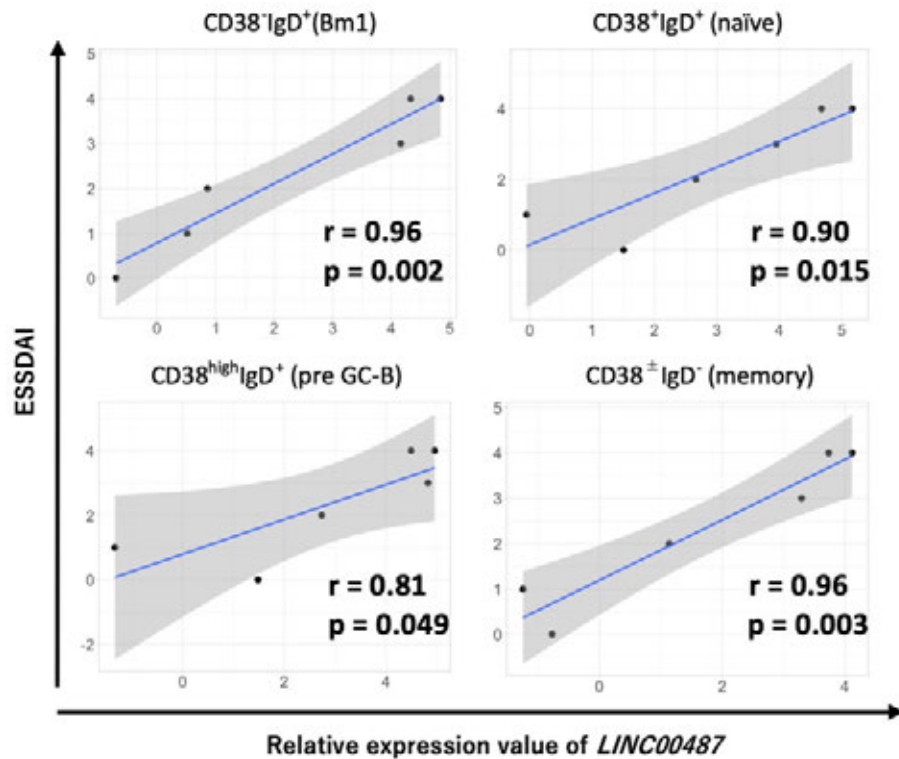 CD38⁻IgD⁺(Bm1)
5
4
3
2
1
0
0 1 2 3 4 5
r = 0.96
p = 0.002
CD38⁺IgD⁺ (naïve)
4
2
0
0 1 2 3 4 5
r = 0.90
p = 0.015
CD38ʰⁱᵍʰIgD⁺ (pre GC-B)
4
2
0
-2
0 2 4
r = 0.81
p = 0.049
CD38 ± IgD⁻ (memory)
5
4
3
2
1
0
0 2 4
r = 0.96
p = 0.003
ESSDAI
Relative expression value of LINC00487